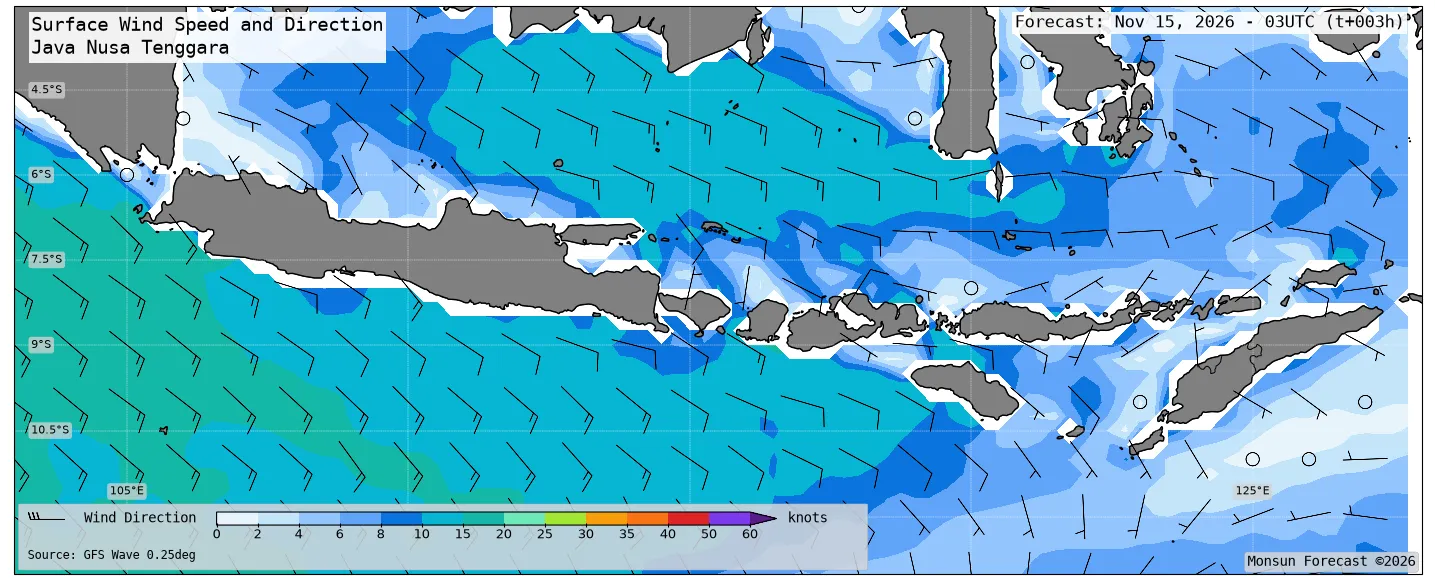 Surface Wind Speed and Direction
Java Nusa Tenggara
Forecast: Nov 15, 2026 - 03UTC (t+003h)
4.5°S
6°S
7.5°S
9°S
10.5°S
105°E
125°E
Wind Direction
knots
0 2 4 6 8 10 15 20 25 30 35 40 50 60
Source: GFS Wave 0.25deg
Monsun Forecast ©2026